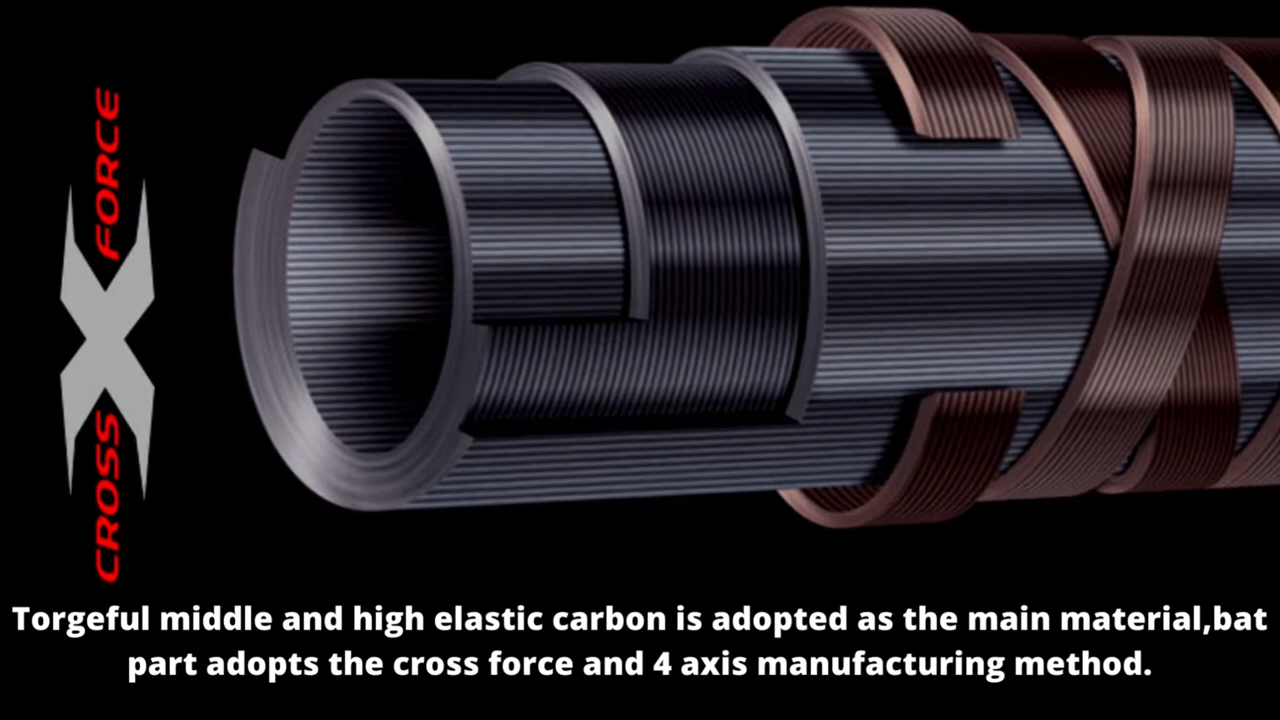 CROSS X FORCE
Torgeful middle and high elastic carbon is adopted as the main material,bat
part adopts the cross force and 4 axis manufacturing method.